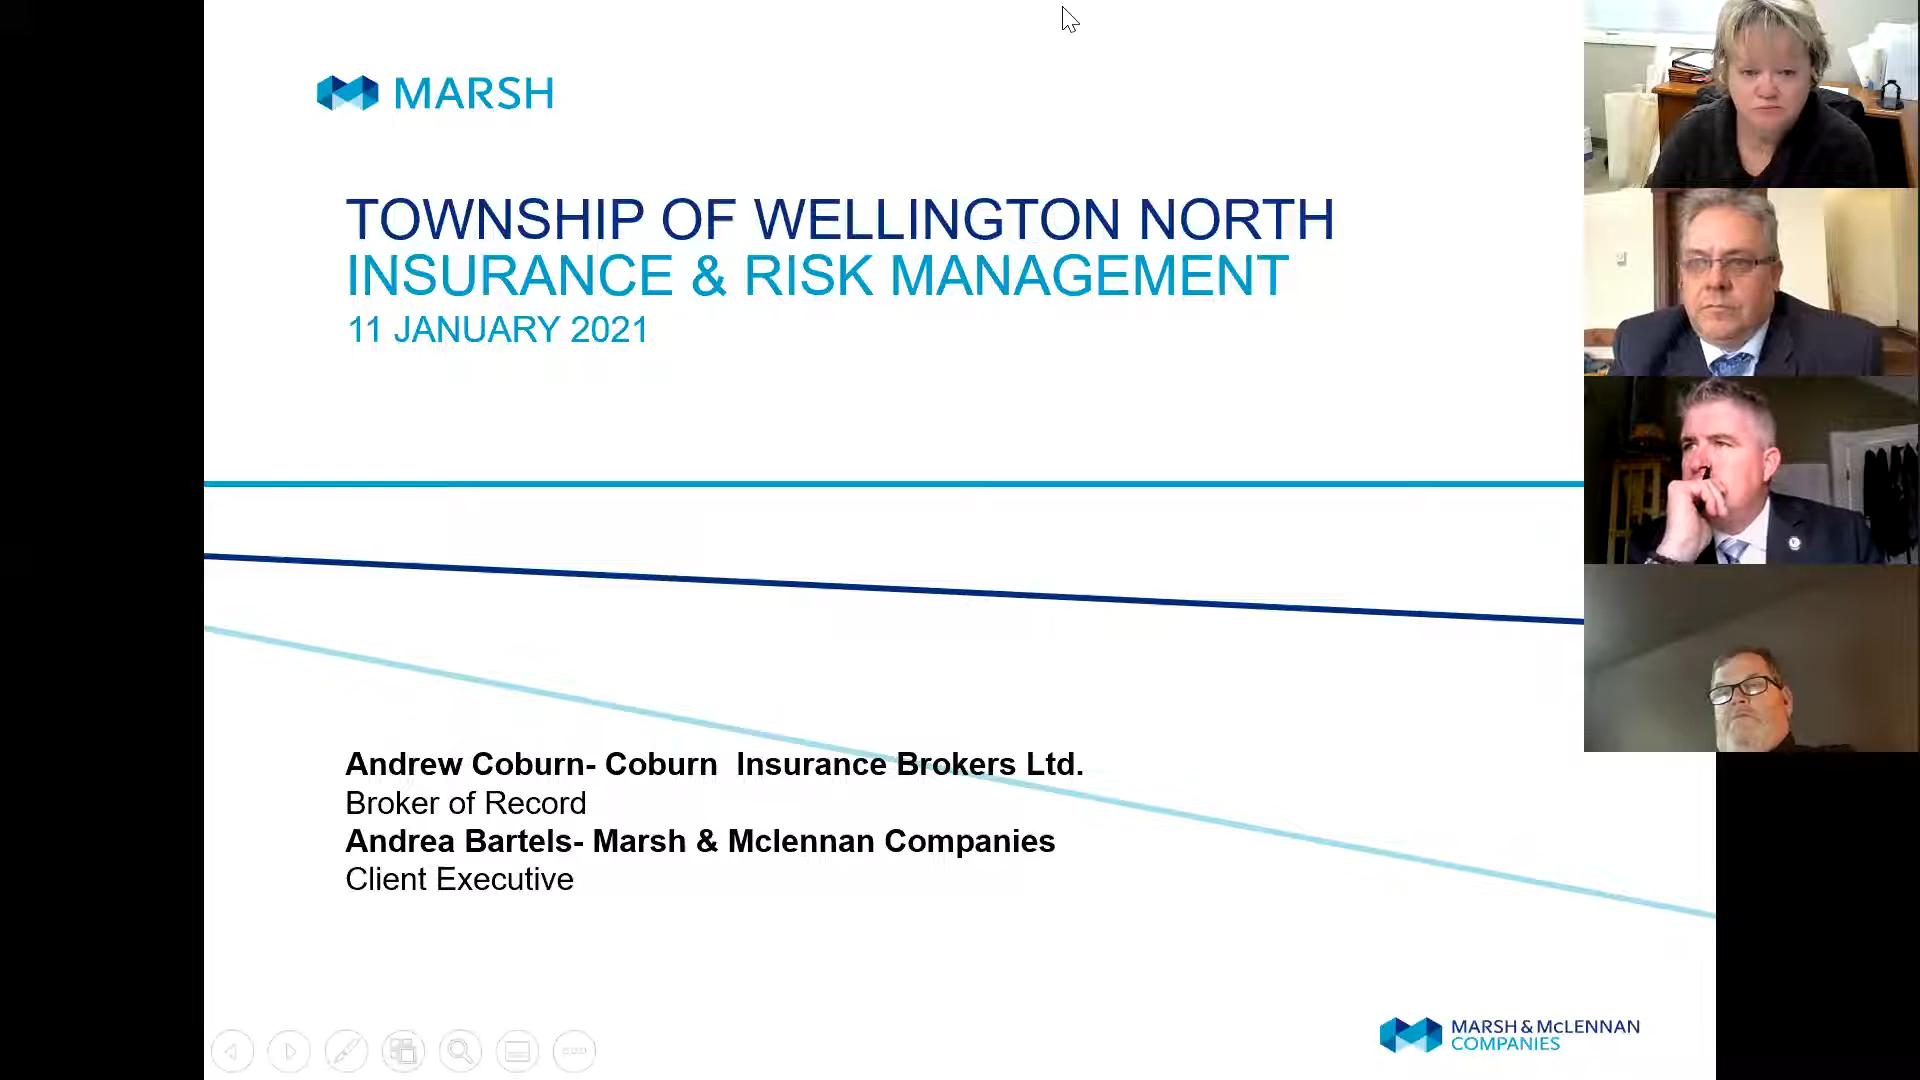 MARSH
TOWNSHIP OF WELLINGTON NORTH
INSURANCE & RISK MANAGEMENT
11 JANUARY 2021
Andrew Coburn- Coburn  Insurance Brokers Ltd.
Broker of Record
Andrea Bartels- Marsh & Mclennan Companies
Client Executive
MARSH & McLENNAN
COMPANIES